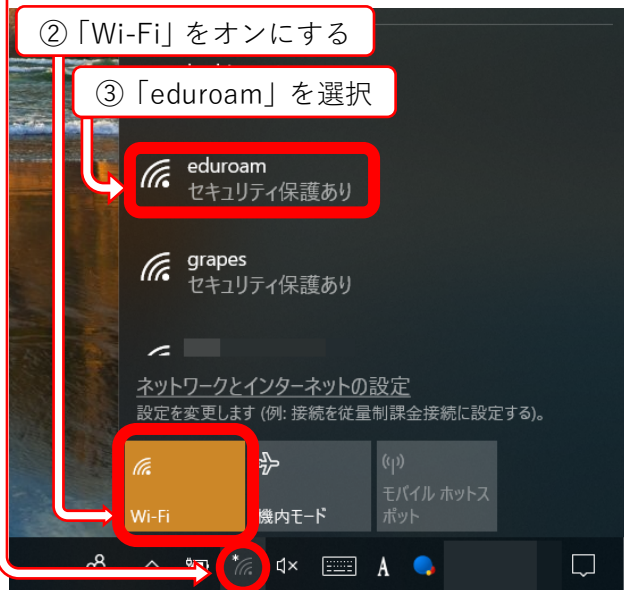 ②「Wi-Fi」をオンにする
③「eduroam」を選択
eduroam
セキュリティ保護あり
grapes
セキュリティ保護あり
ネットワークとインターネットの設定
設定を変更します (例: 接続を従量制課金接続に設定する)。
Wi-Fi
機内モード
モバイル ホットス
ポット
A